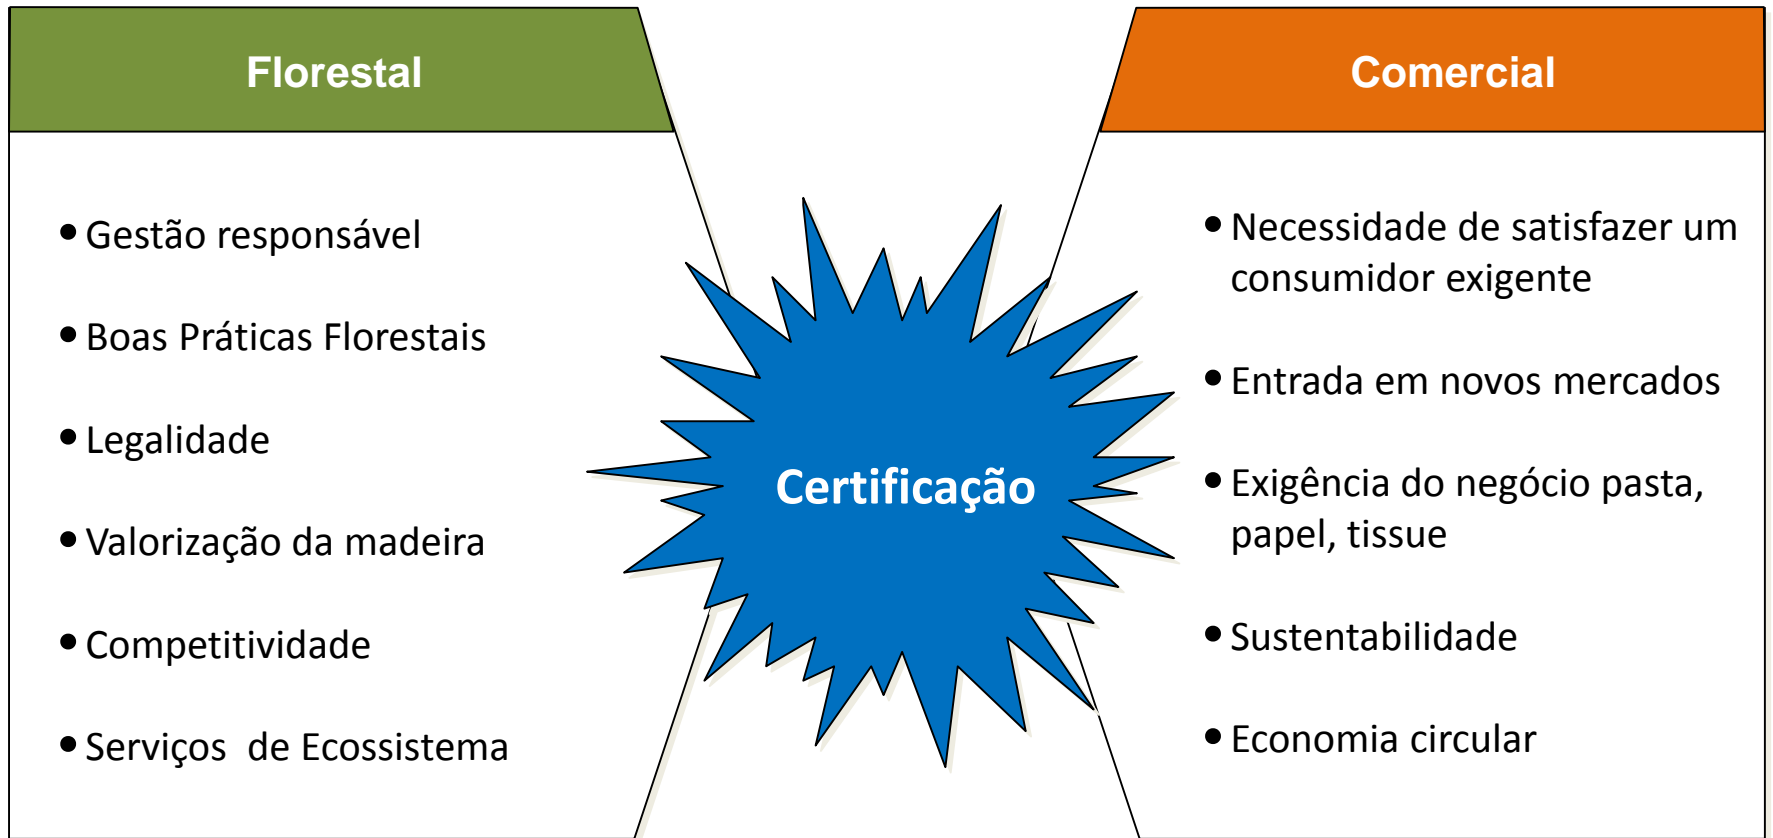 Florestal
• Gestão responsável
• Boas Práticas Florestais
• Legalidade
• Valorização da madeira
• Competitividade
• Serviços  de Ecossistema
Certificação
Comercial
• Necessidade de satisfazer um
consumidor exigente
• Entrada em novos mercados
• Exigência do negócio pasta,
papel, tissue
• Sustentabilidade
• Economia circular